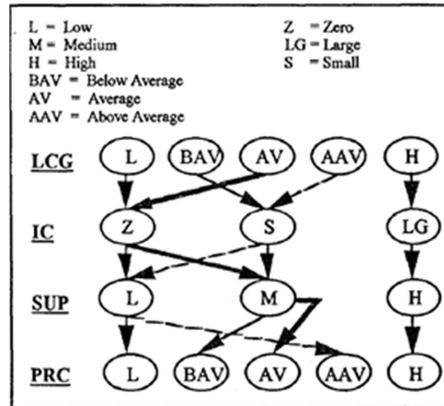 L = Low Z = Zero
M = Medium LG = Large
H = High S = Small
BAV = Below Average
AV = Average
AAV = Above Average
LCG L BAV AV AAV H
IC Z S LG
SUP L M H
PRC L BAV AV AAV H